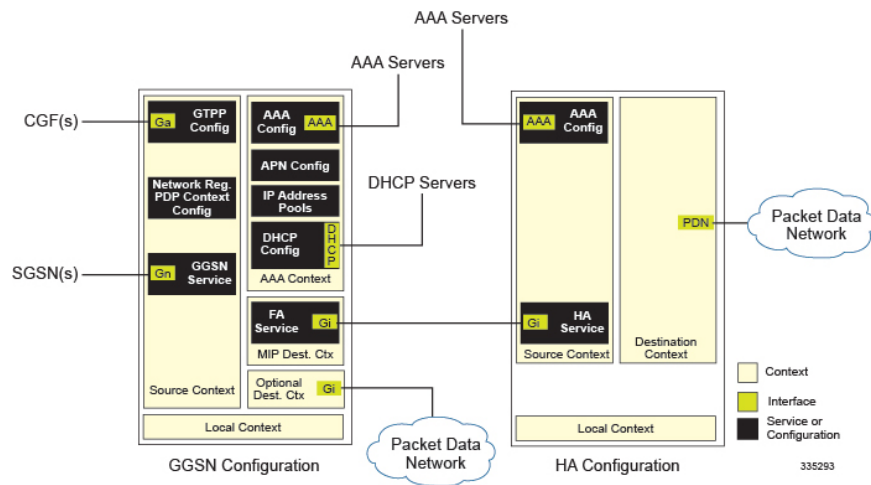 AAA Servers
AAA Servers
CGF(s)
Ga
GTPP
Config
AAA
Config
AAA
APN Config
Network Reg.
PDP Context
Config
IP Address
Pools
DHCP Servers
DHCP
Config
D
H
C
P
AAA Context
SGSN(s)
Gn
GGSN
Service
FA
Service
Gi
MIP Dest. Ctx
Source Context
Optional
Dest. Ctx
Gi
Local Context
Packet Data
Network
GGSN Configuration
AAA
AAA
Config
PDN
Packet Data
Network
Gi
HA
Service
Source Context
Destination
Context
Local Context
HA Configuration
Context
Interface
Service or
Configuration
335293